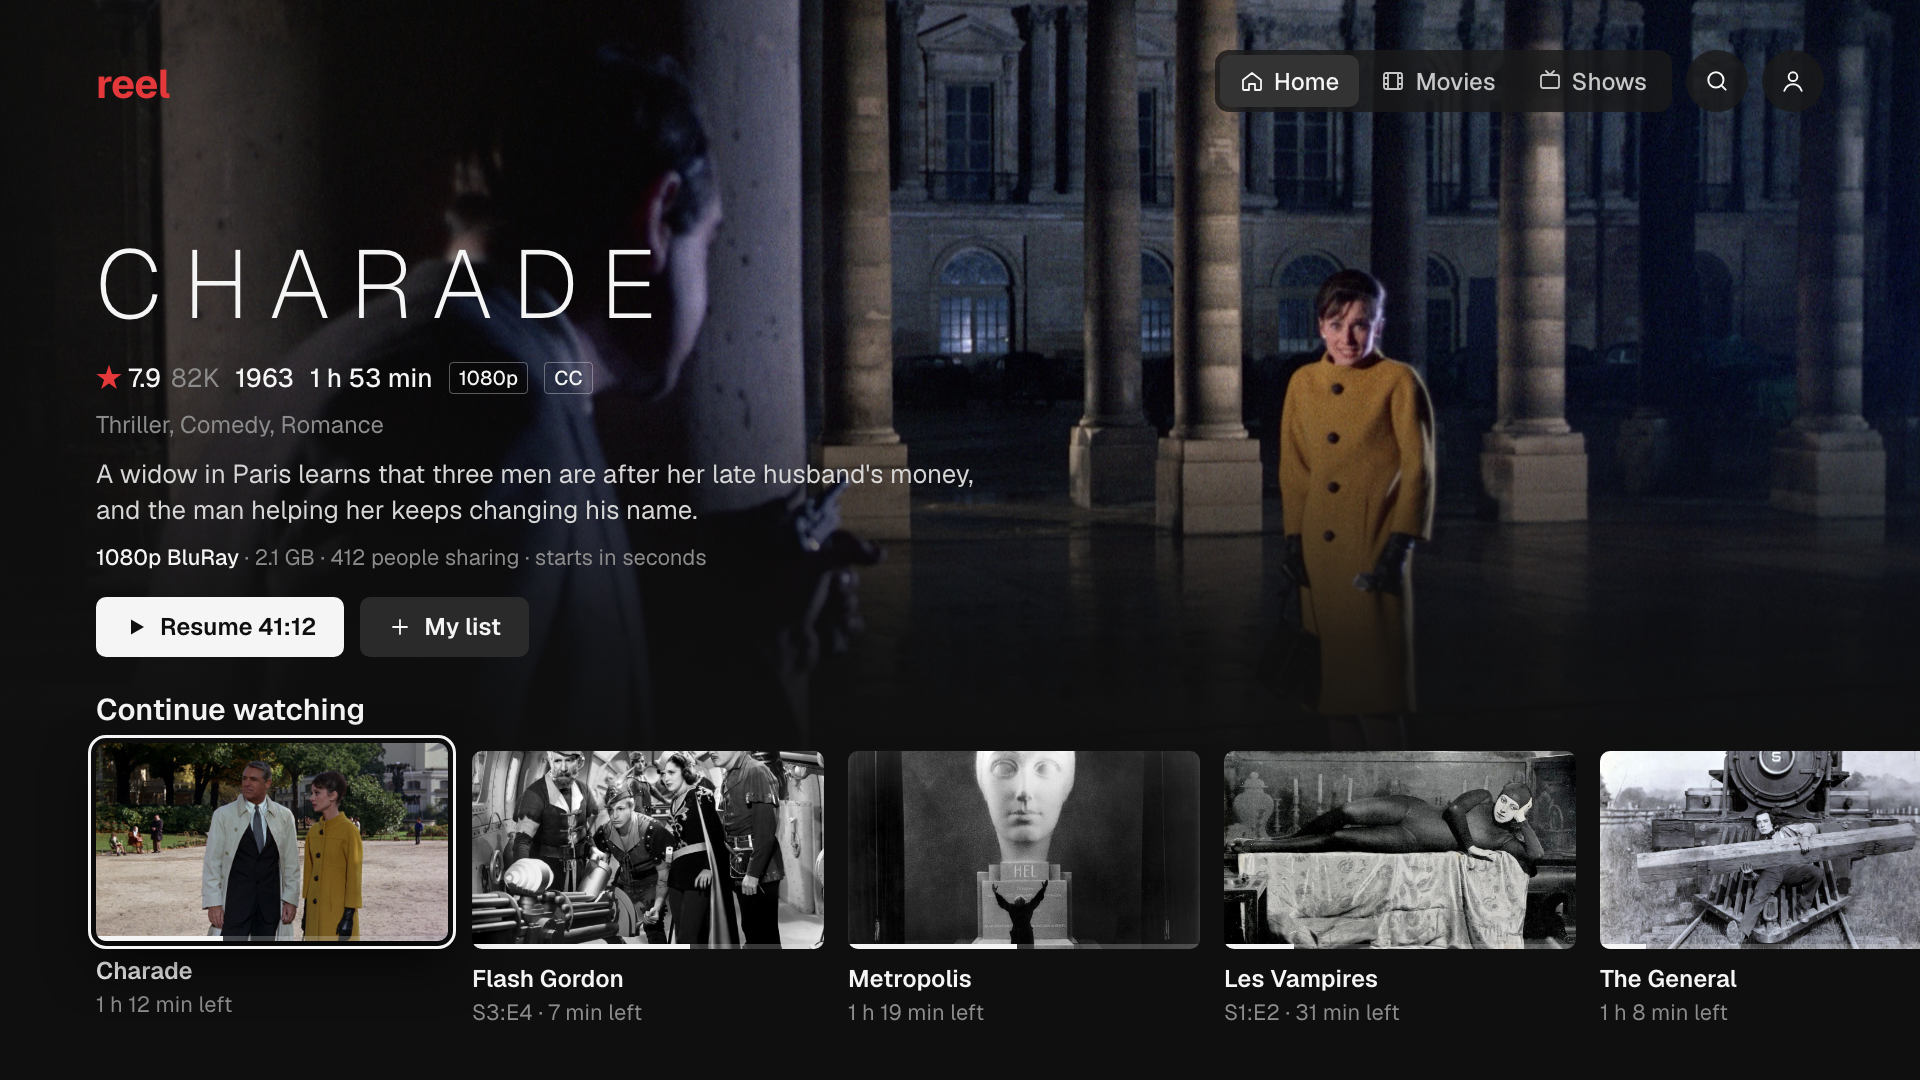 reel
Home
Movies
Shows
CHARADE
7.9 82K 1963 1 h 53 min 1080p CC
Thriller, Comedy, Romance
A widow in Paris learns that three men are after her late husband's money,
and the man helping her keeps changing his name.
1080p BluRay · 2.1 GB · 412 people sharing · starts in seconds
Resume 41:12
My list
Continue watching
5
HEL
Charade
1 h 12 min left
Flash Gordon
S3:E4 · 7 min left
Metropolis
1 h 19 min left
Les Vampires
S1:E2 · 31 min left
The General
1 h 8 min left